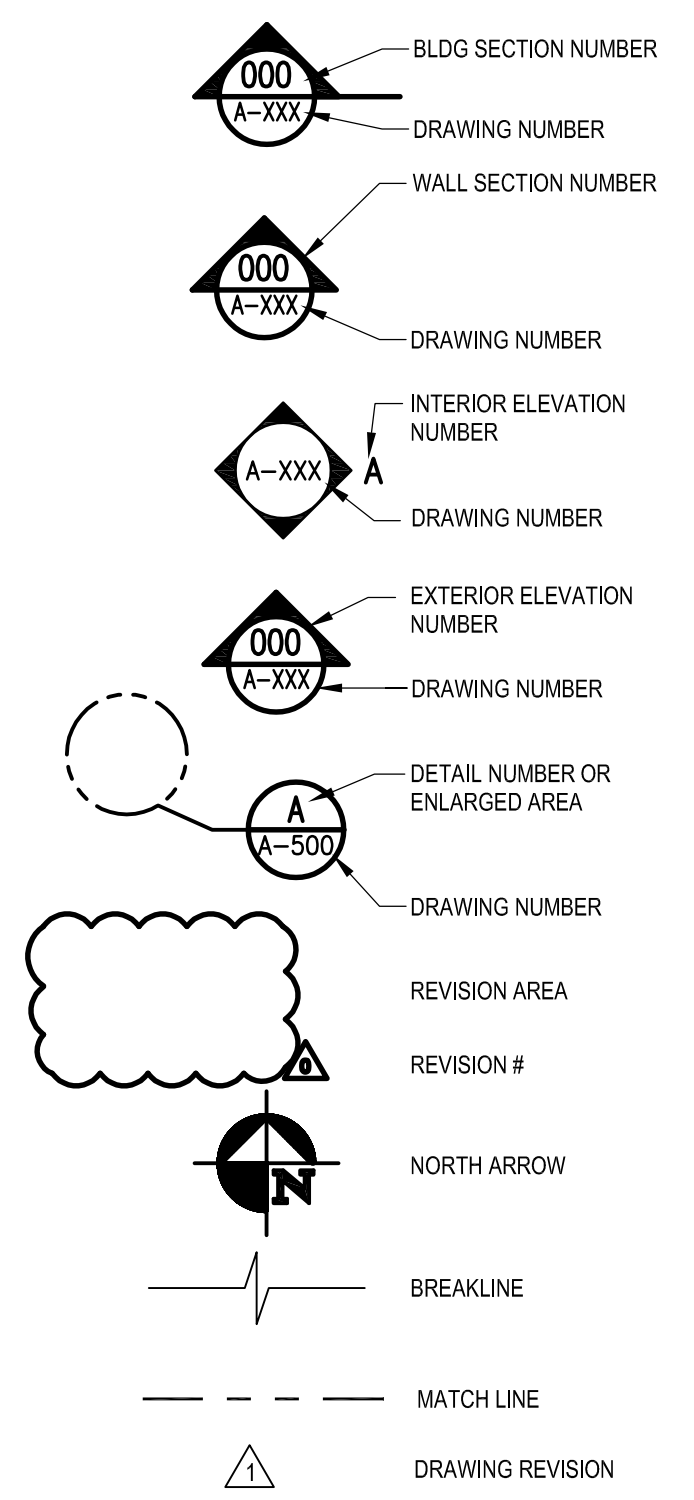 000
BLDG SECTION NUMBER
A-XXX
DRAWING NUMBER
WALL SECTION NUMBER
000
A-XXX
DRAWING NUMBER
INTERIOR ELEVATION
NUMBER
A-XXX
A
DRAWING NUMBER
EXTERIOR ELEVATION
NUMBER
000
A-XXX
DRAWING NUMBER
DETAIL NUMBER OR
ENLARGED AREA
A
A-500
DRAWING NUMBER
REVISION AREA
0
REVISION #
N
NORTH ARROW
BREAKLINE
MATCH LINE
1
DRAWING REVISION